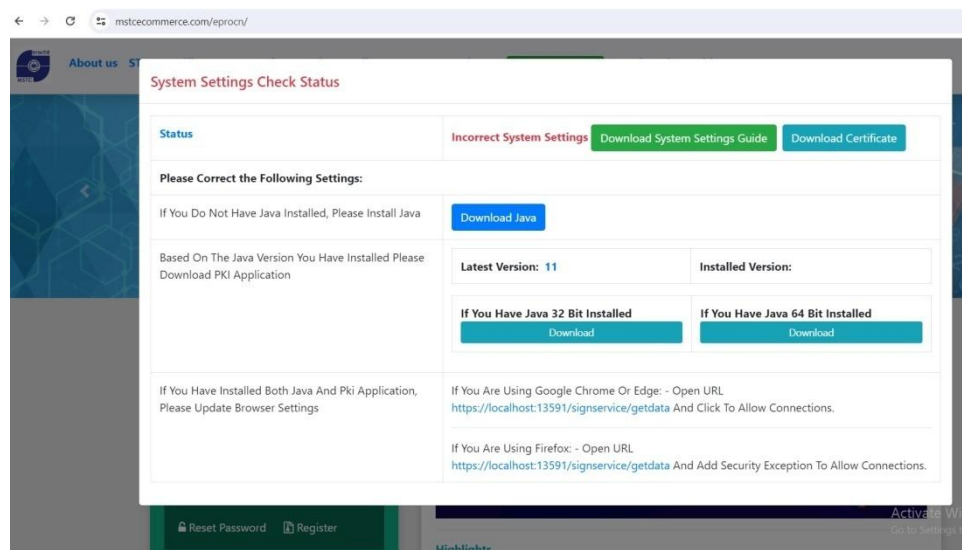 mstcecommerce.com/eprocn/
About us ST
System Settings Check Status
Status
Incorrect System Settings Download System Settings Guide Download Certificate
Please Correct the Following Settings:
If You Do Not Have Java Installed, Please Install Java
Download Java
Based On The Java Version You Have Installed Please
Download PKI Application
Latest Version: 11 Installed Version:
If You Have Java 32 Bit Installed If You Have Java 64 Bit Installed
Download Download
If You Have Installed Both Java And Pki Application,
Please Update Browser Settings
If You Are Using Google Chrome Or Edge: - Open URL
https://localhost:13591/signservice/getdata And Click To Allow Connections.
If You Are Using Firefox: - Open URL
https://localhost:13591/signservice/getdata And Add Security Exception To Allow Connections.
Reset Password Register
Activate Wi
Go to Settings t
Highlights